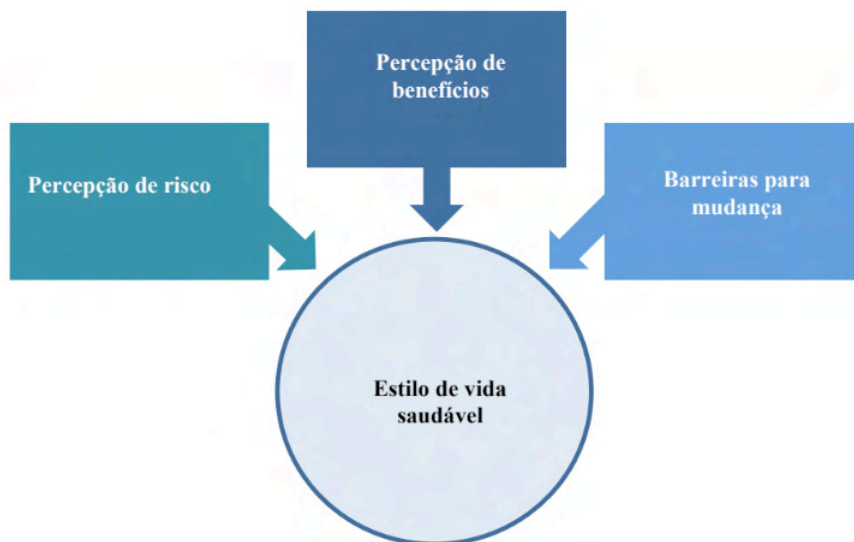 Percepção de
benefícios
Percepção de risco
Barreiras para
mudança
Estilo de vida
saudável